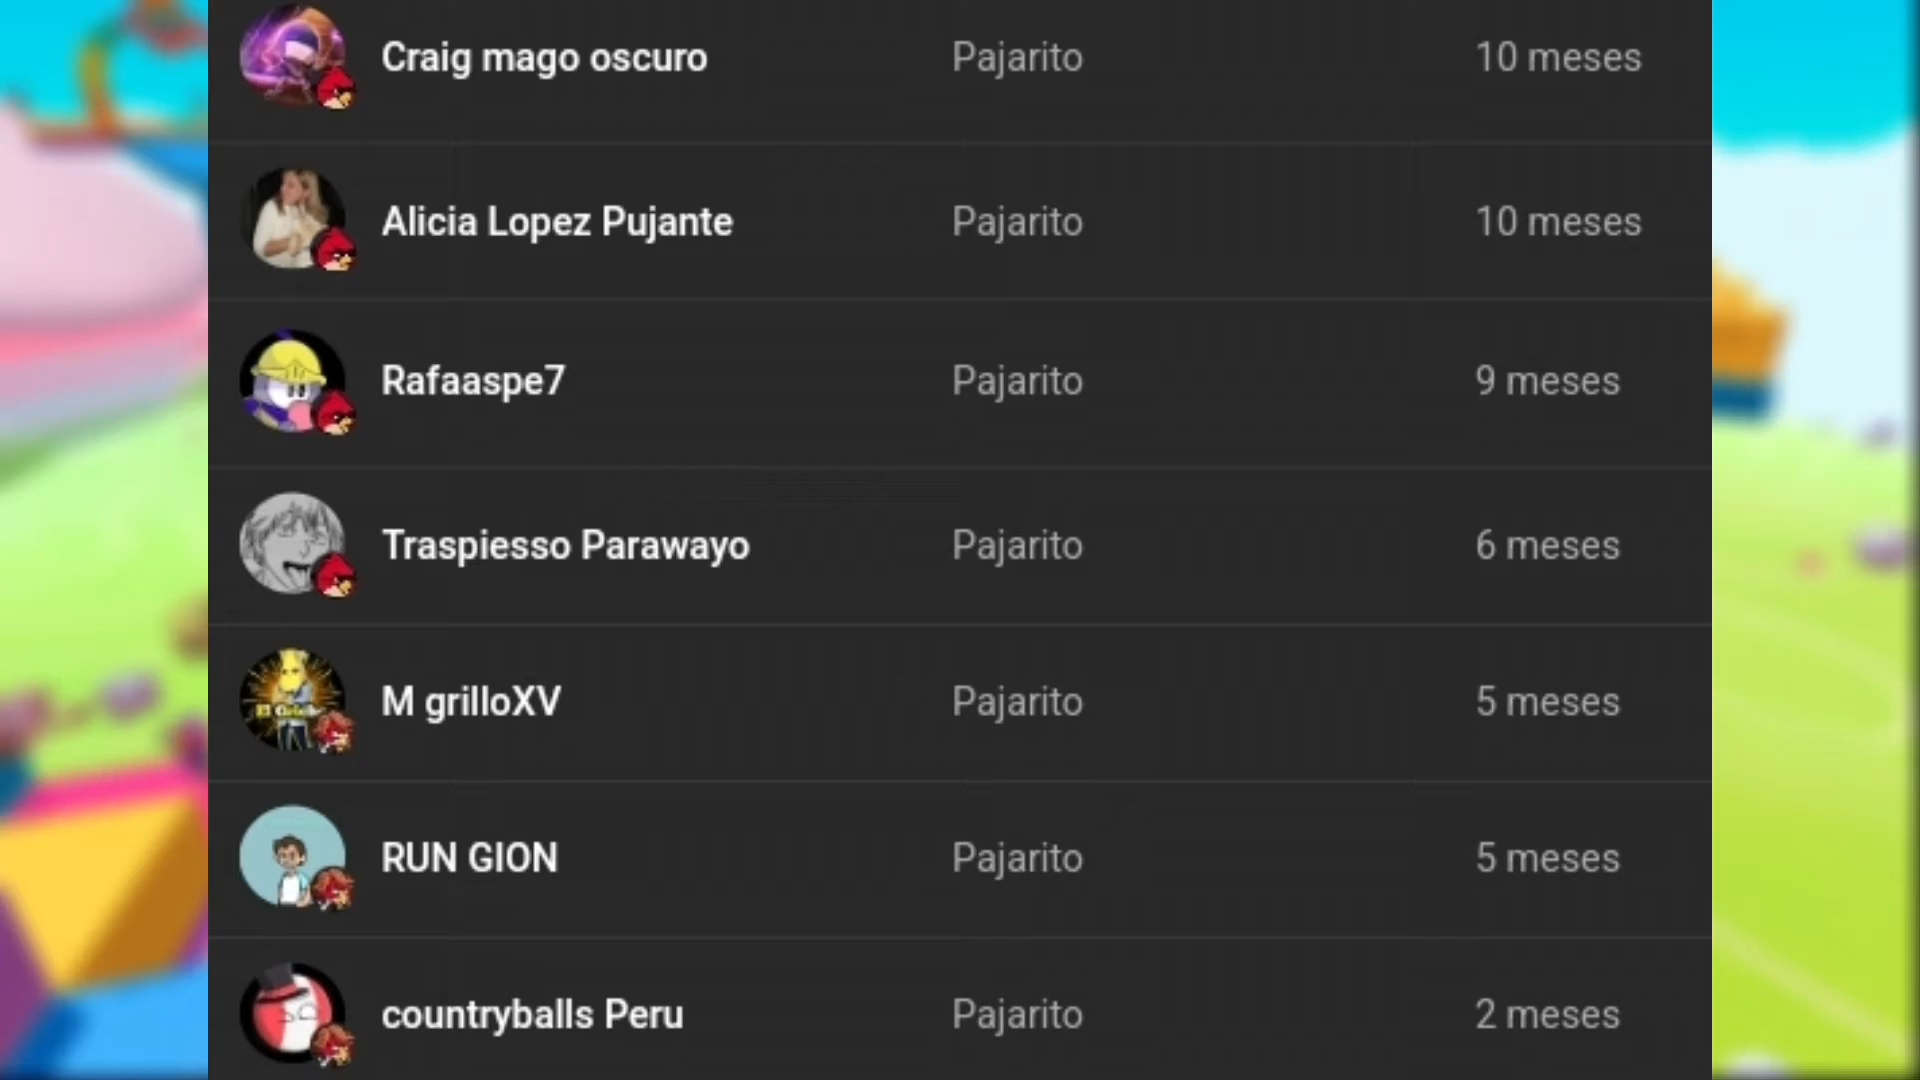 Craig mago oscuro Pajarito 10 meses
Alicia Lopez Pujante Pajarito 10 meses
Rafaaspe7 Pajarito 9 meses
Traspiesso Parawayo Pajarito 6 meses
M grilloXV Pajarito 5 meses
RUN GION Pajarito 5 meses
countryballs Peru Pajarito 2 meses